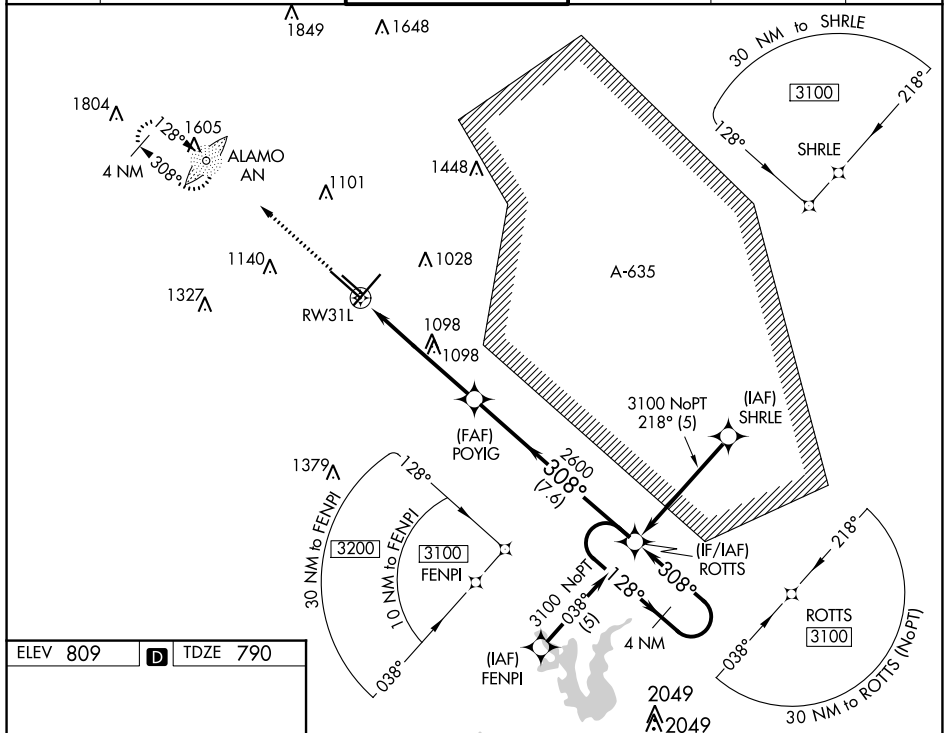 1849
1648
30 NM to SHRLE
3100
218°
128°
SHRLE
1804
1605
128°
308°
4 NM
ALAMO
AN
1448
1101
1140
1028
A-635
1327
RW31L
1098
1098
3100 NoPT
218° (5)
(IAF)
SHRLE
(FAF)
POYIG
2600
308°
(7.6)
1379
30 NM to FENPI
3200
10 NM to FENPI
3100
FENPI
128°
038°
(IF/IAF)
ROTTS
308°
128°
4 NM
3100 NoPT
038°
(5)
(IAF)
FENPI
218°
ROTTS
3100
038°
30 NM to ROTTS (NoPT)
2049
2049
ELEV 809 D TDZE 790